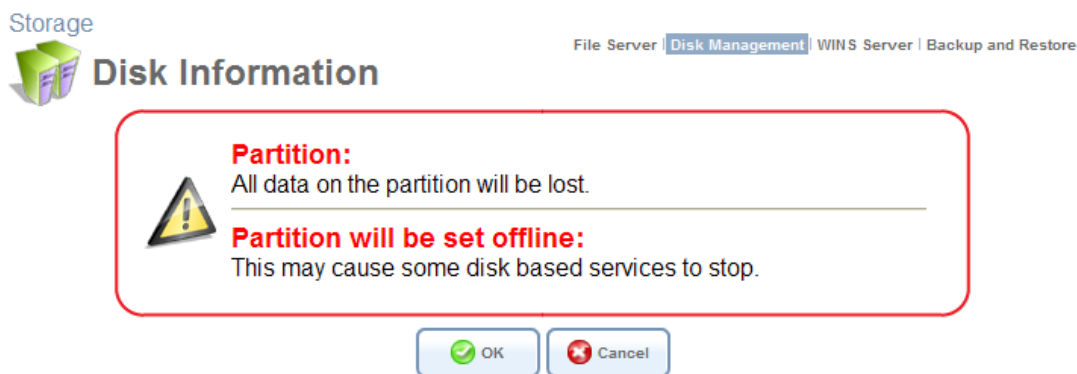 Storage
File Server | Disk Management | WINS Server | Backup and Restore
Disk Information
Partition:
All data on the partition will be lost.
Partition will be set offline:
This may cause some disk based services to stop.
OK
Cancel